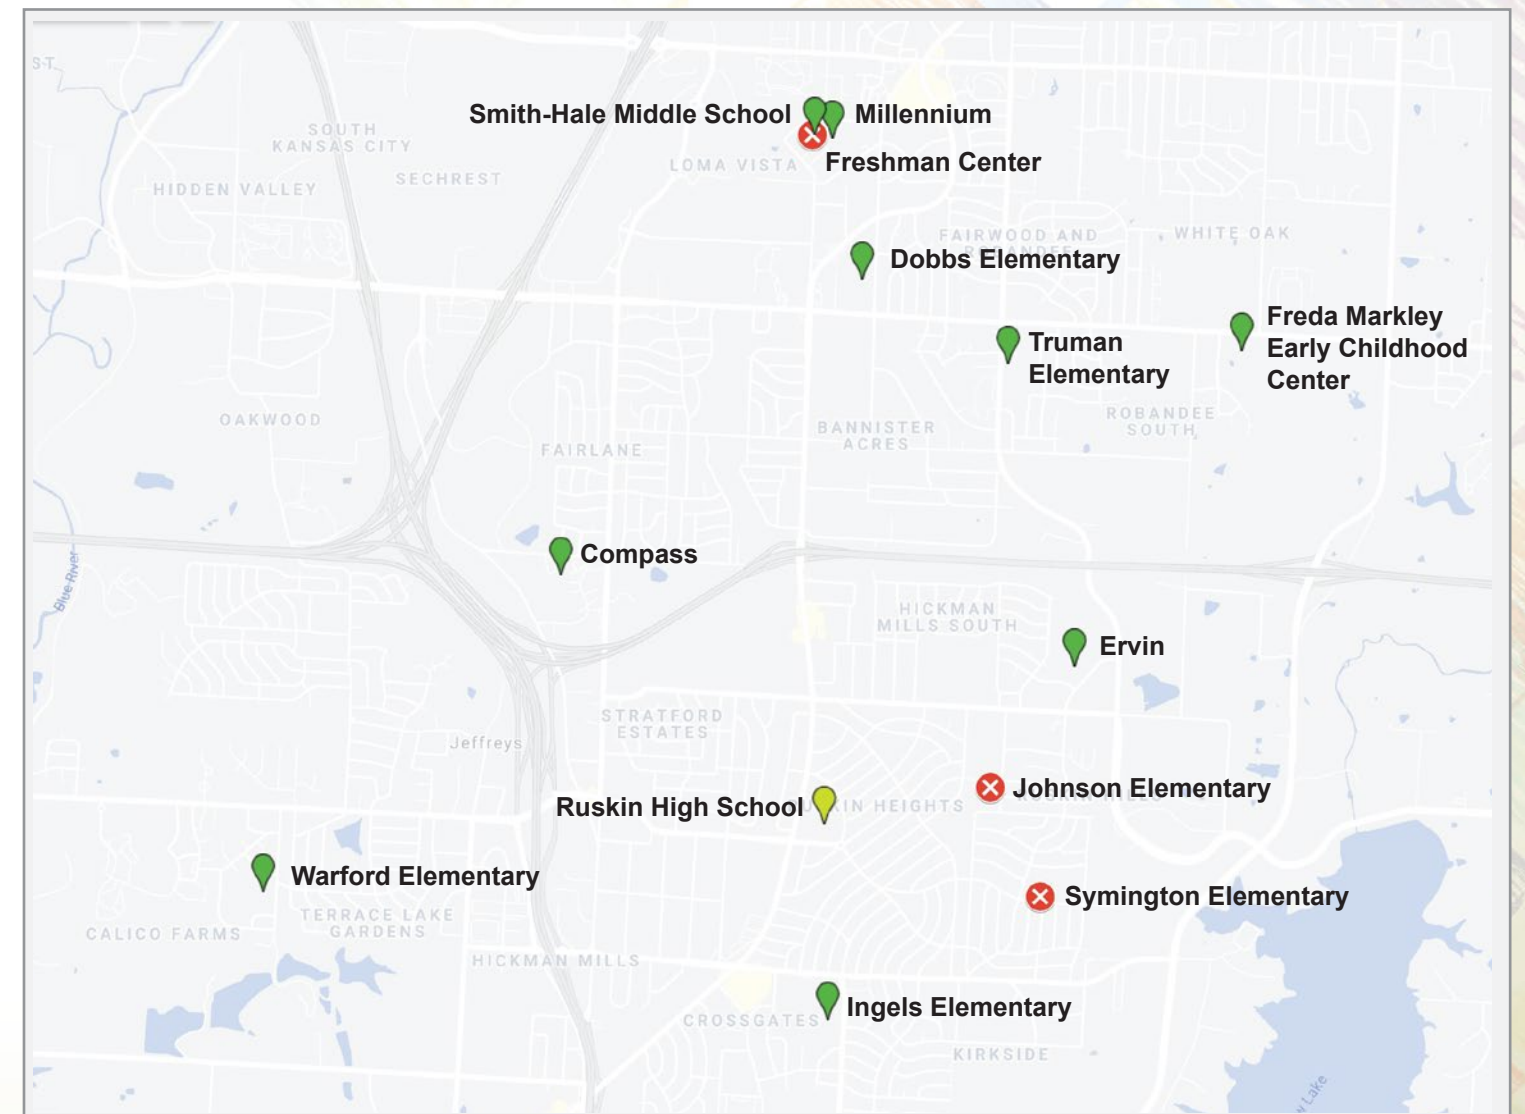 ST
Smith-Hale Middle School
Millennium
SOUTH
KANSAS CITY
LOMA VISTA
Freshman Center
SECHREST
HIDDEN VALLEY
FAIRWOOD AND
WHITE OAK
Dobbs Elementary
Freda Markley
Early Childhood
Center
Truman
Elementary
OAKWOOD
ROBANDEE
SOUTH
BANNISTER
ACRES
FAIRLANE
Compass
Blue River
HICKMAN
MILLS SOUTH
Ervin
STRATFORD
ESTATES
Jeffreys
Johnson Elementary
Ruskin High School
KIN HEIGHTS
Warford Elementary
Symington Elementary
TERRACE LAKE
GARDENS
CALICO FARMS
HICKMAN MILLS
Ingels Elementary
CROSSGATES
KIRKSIDE
Lake